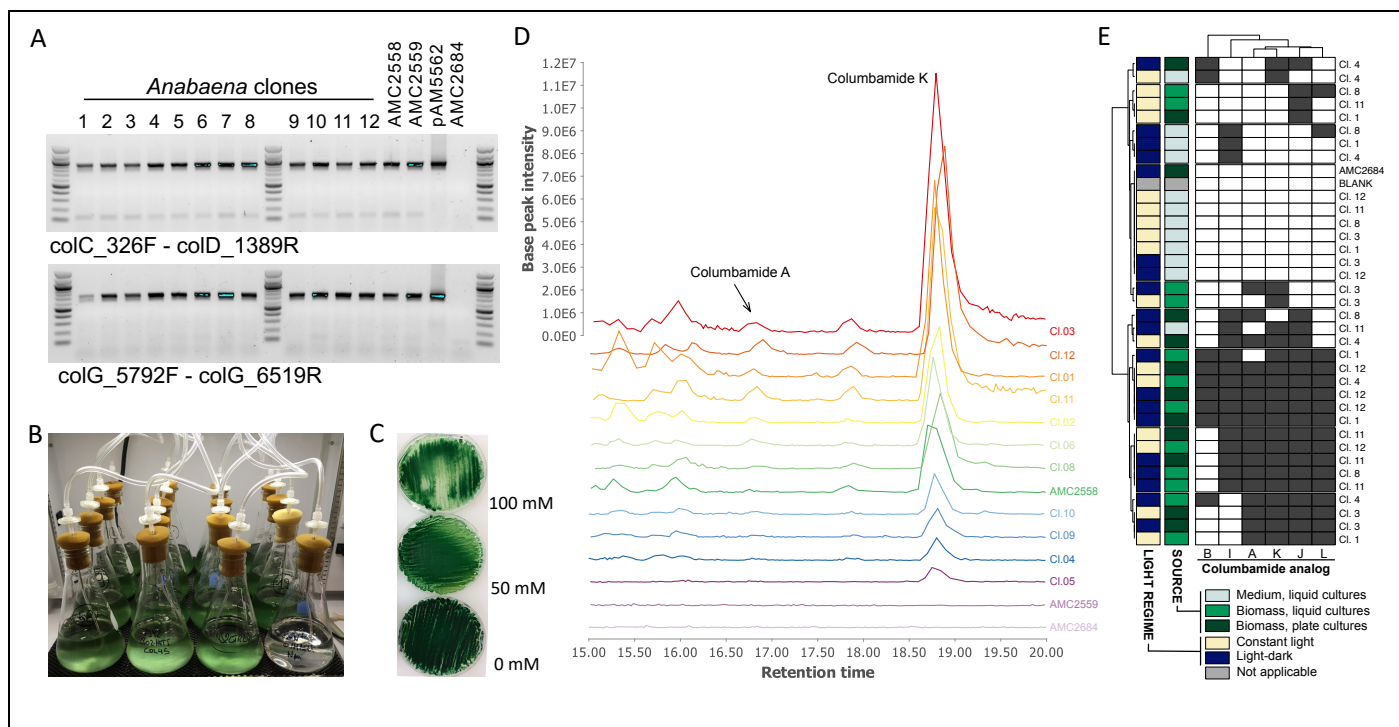 A
Anabaena clones
AMC2558
AMC2559
pAM5562
AMC2684
1 2 3 4 5 6 7 8 9 10 11 12
colC_326F - colD_1389R
colG_5792F - colG_6519R
B
C
100 mM
50 mM
0 mM
D
Base peak intensity
1.2E7
1.1E7
1.0E7
9.0E6
8.0E6
7.0E6
6.0E6
5.0E6
4.0E6
3.0E6
2.0E6
1.0E6
0.0E0
Columbamide K
Columbamide A
Cl.03
Cl.12
Cl.01
Cl.11
Cl.02
Cl.06
Cl.08
AMC2558
Cl.10
Cl.09
Cl.04
Cl.05
AMC2559
AMC2684
15.00 15.50 16.00 16.50 17.00 17.50 18.00 18.50 19.00 19.50 20.00
Retention time
E
Cl. 4
Cl. 4
Cl. 8
Cl. 11
Cl. 1
Cl. 8
Cl. 1
Cl. 4
AMC2684
BLANK
Cl. 12
Cl. 11
Cl. 8
Cl. 3
Cl. 1
Cl. 3
Cl. 12
Cl. 3
Cl. 3
Cl. 8
Cl. 11
Cl. 4
Cl. 1
Cl. 12
Cl. 4
Cl. 12
Cl. 12
Cl. 1
Cl. 11
Cl. 12
Cl. 11
Cl. 8
Cl. 11
Cl. 4
Cl. 3
Cl. 3
Cl. 1
LIGHT REGIME
SOURCE
B I A K J L
Columbamide analog
Medium, liquid cultures
Biomass, liquid cultures
Biomass, plate cultures
Constant light
Light-dark
Not applicable